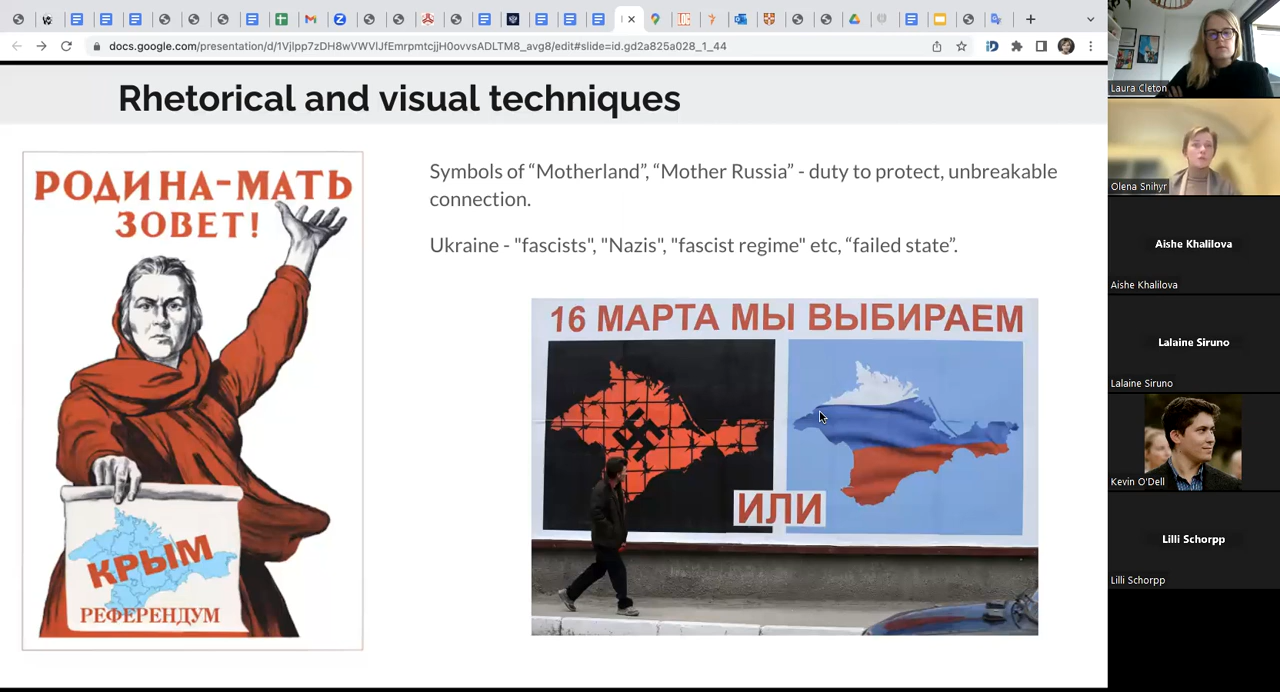 docs.google.com/presentation/d/1Vjlpp7zDH8wVWVlJfEmrpmtcjjH0ovvsADLTM8_avg8/edit#slide=id.gd2a825a028_1_44
Rhetorical and visual techniques
РОДИНА-МАТЬ
ЗОВЕТ!
КРЫМ
РЕФЕРЕНДУМ
Symbols of “Motherland”, “Mother Russia” - duty to protect, unbreakable
connection.
Ukraine - "fascists", "Nazis", "fascist regime" etc, “failed state”.
16 МАРТА МЫ ВЫБИРАЕМ
ИЛИ
Laura Cleton
Olena Snihyr
Aishe Khalilova
Aishe Khalilova
Lalaine Siruno
Lalaine Siruno
Kevin O'Dell
Lilli Schorpp
Lilli Schorpp